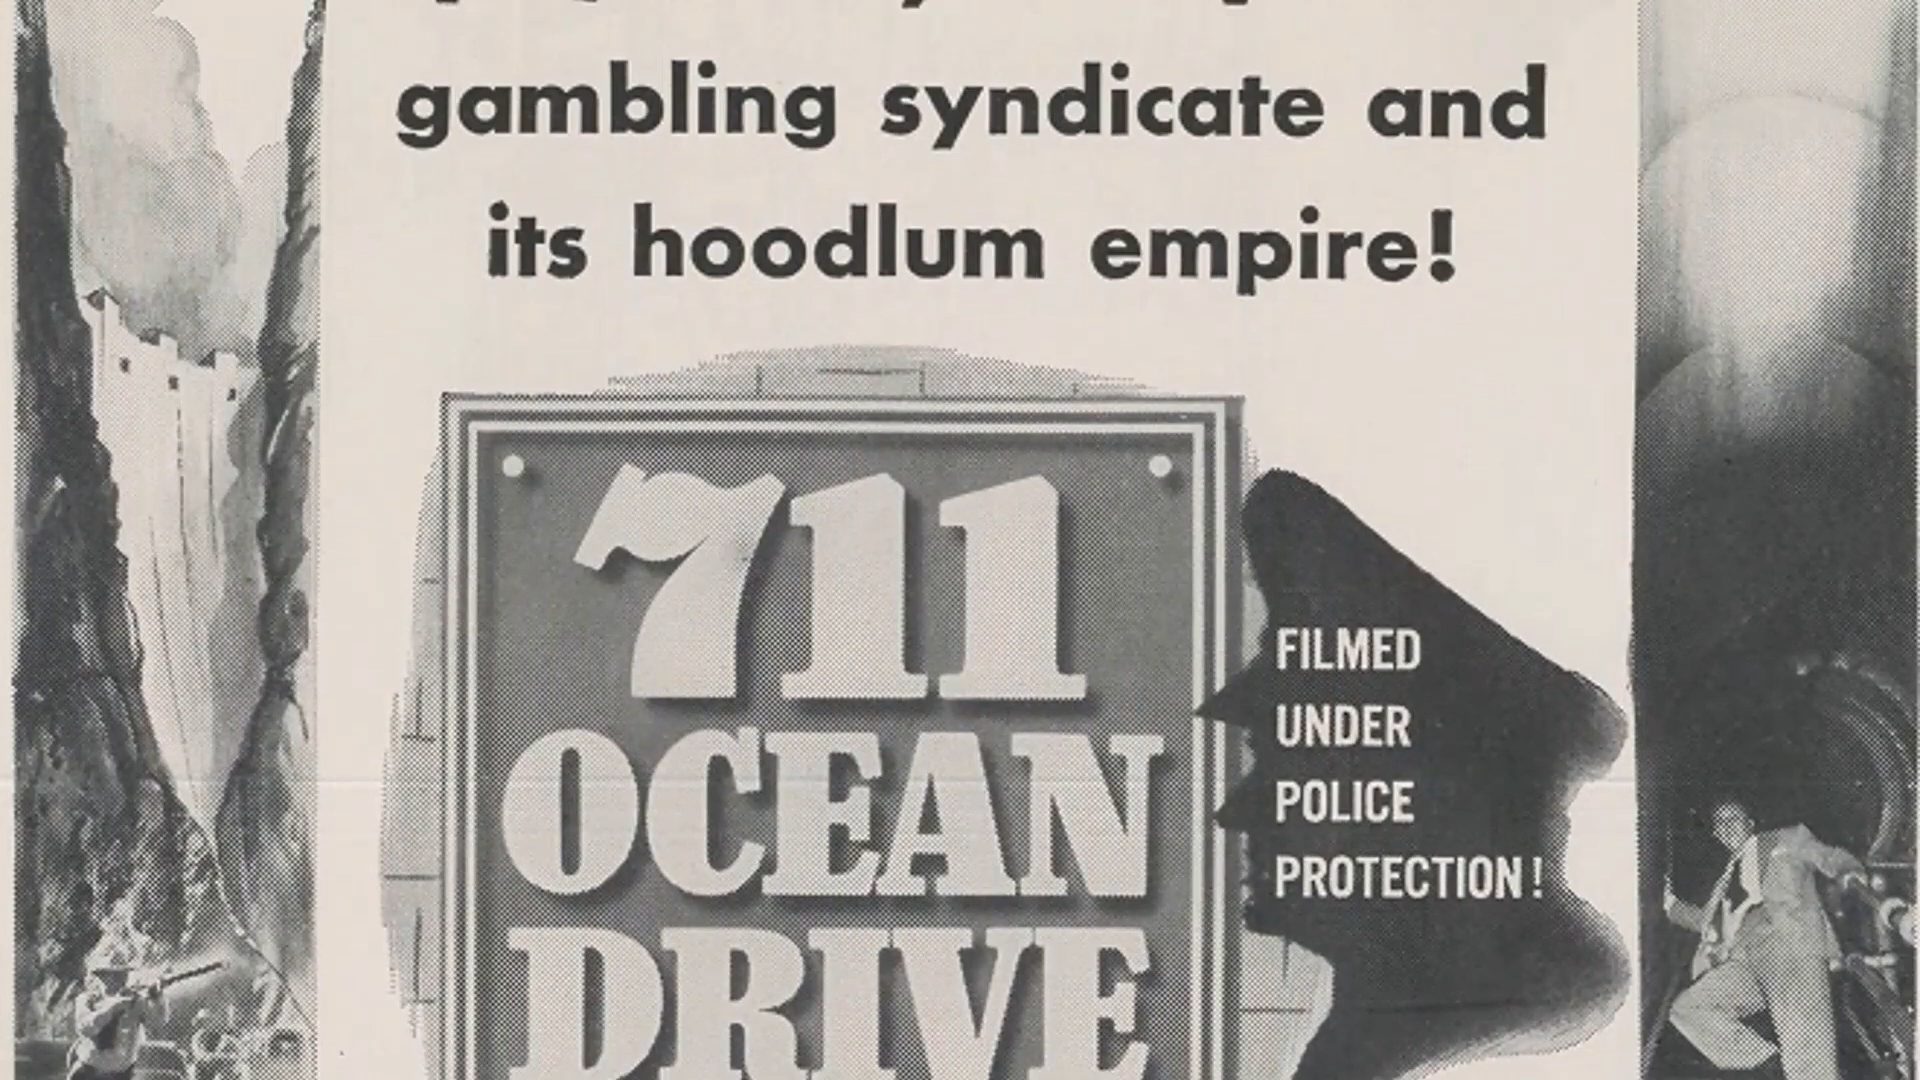 gambling syndicate and
its hoodlum empire!
711
OCEAN
DRIVE
FILMED
UNDER
POLICE
PROTECTION!